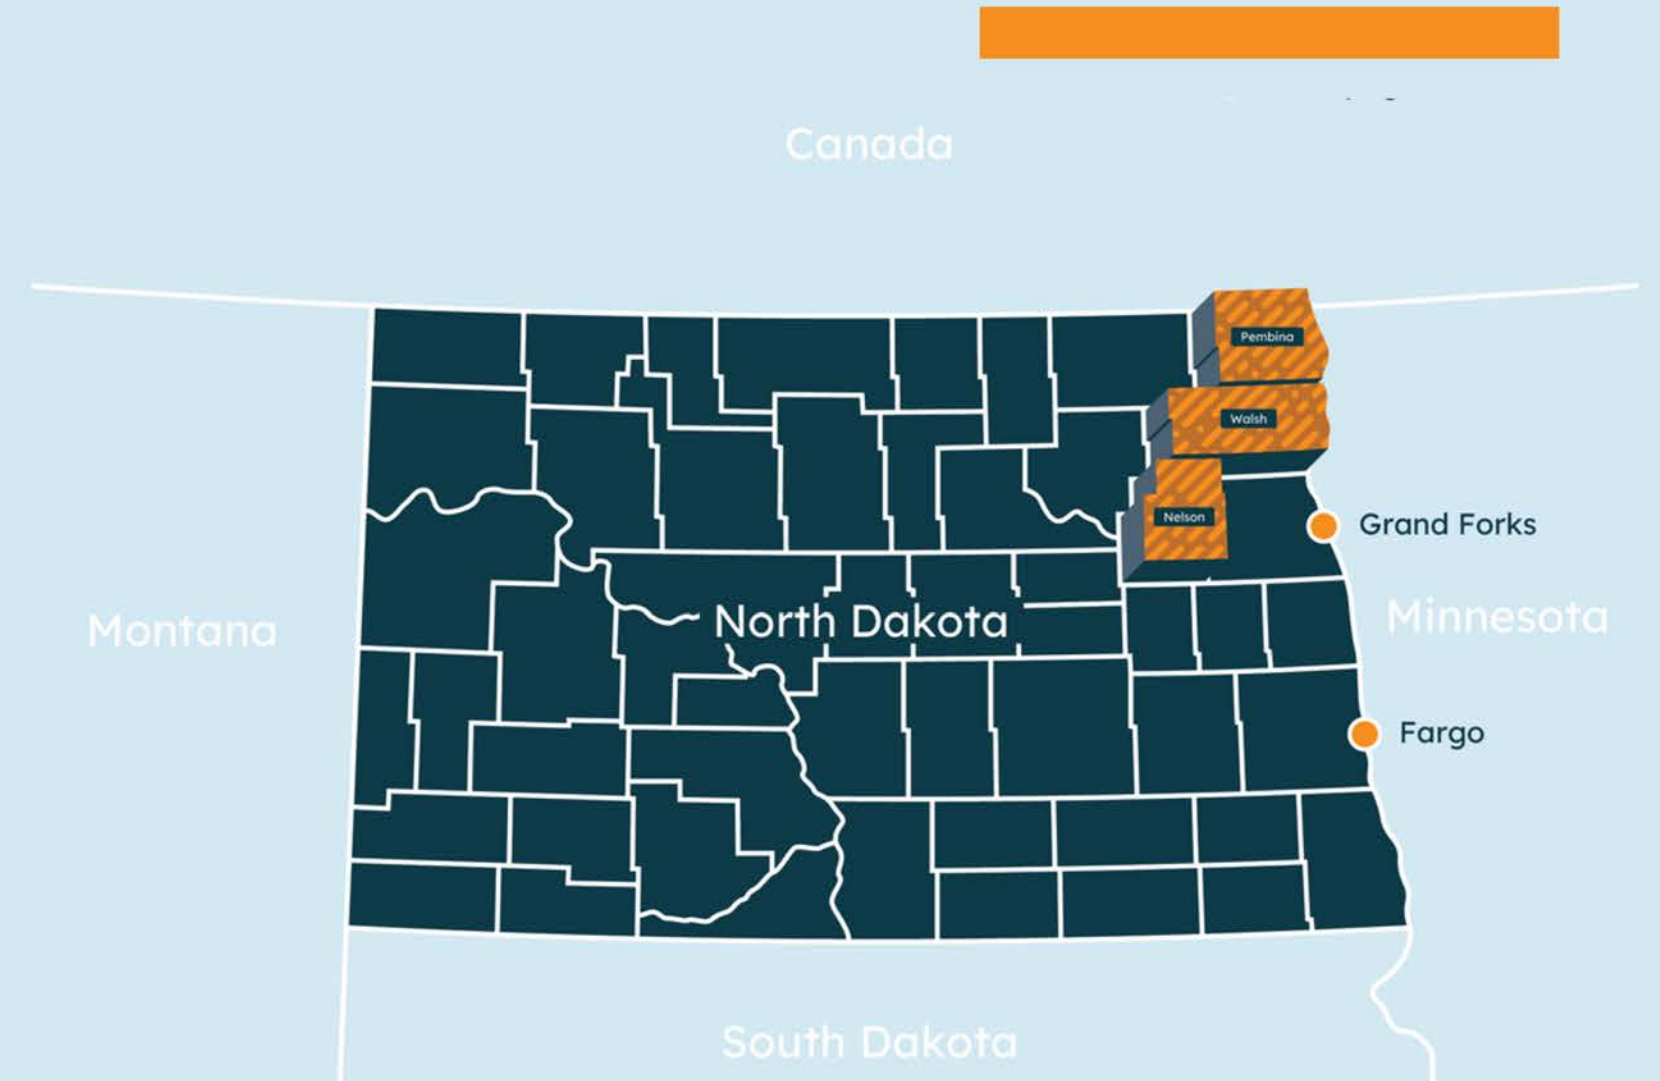 Canada
Pembina
Walsh
Nelson
Grand Forks
North Dakota
Montana
Minnesota
Fargo
South Dakota